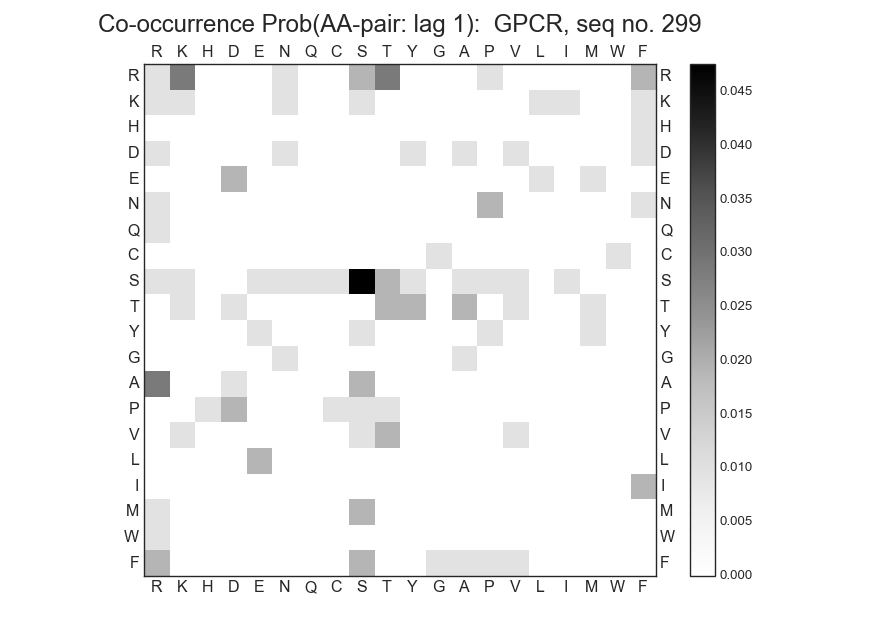 Co-occurrence Prob(AA-pair: lag 1):  GPCR, seq no. 299
R K H D E N Q C S T Y G A P V L I M W F
R R 0.045
K K
H H 0.040
D D
E E 0.035
N N
Q Q 0.030
C C
S S 0.025
T T
Y Y 0.020
G G
A A 0.015
P P
V V 0.010
L L
I I
M M 0.005
W W
F F 0.000
R K H D E N Q C S T Y G A P V L I M W F